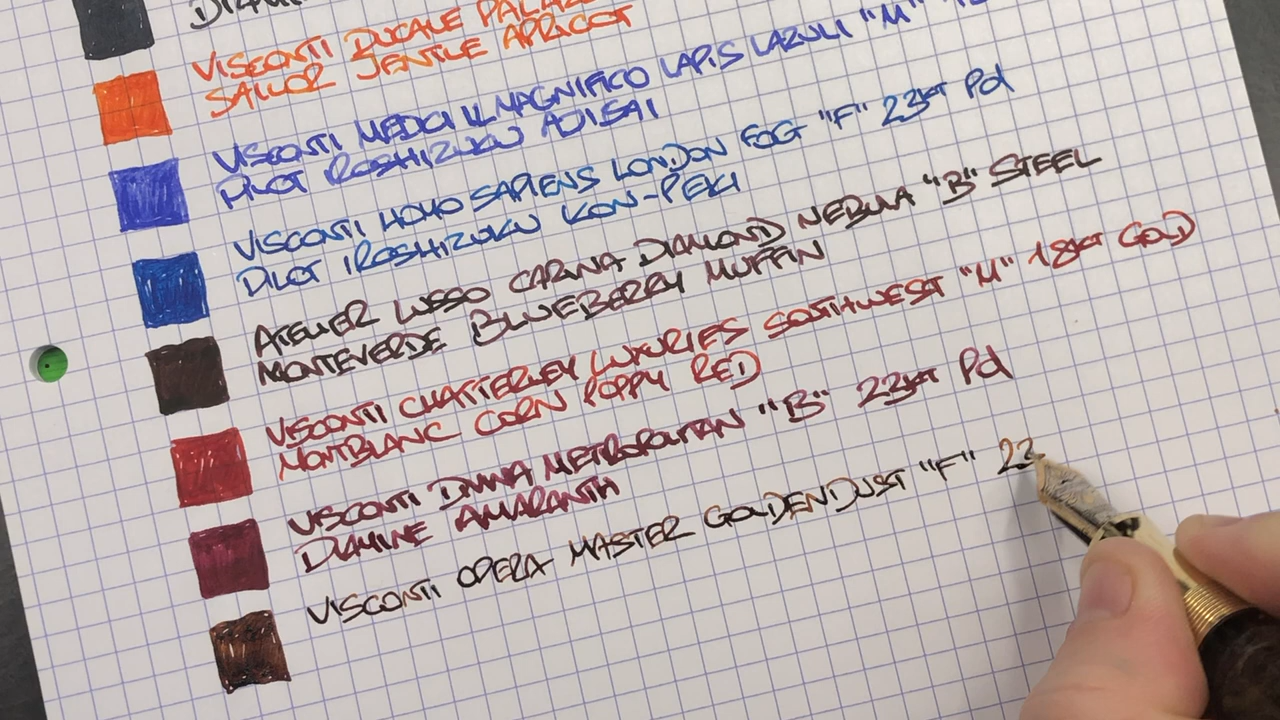 VISCONTI DUCALE
SAILOR JENTLE APRICOT
VISCONTI MEDICI IL MAGNIFICO LAPIS LAZULI "M"
PILOT IROSHIZUKU AJISAI
VISCONTI HOMO SAPIENS LONDON FOG "F" 23kt Pd
PILOT IROSHIZUKU KON-PEKI
ATELIER LUSSO CARINA DIAMOND NEBULA "B" STEEL
MONTEVERDE BLUEBERRY MUFFIN
VISCONTI CHATTERLEY LUXURIES SOUTHWEST "M" 18kt GOLD
MONTBLANC CORN POPPY RED
VISCONTI DIVINA METROPOLITAN "B" 23kt Pd
DIAMINE AMARANTH
VISCONTI OPERA MASTER GOLDENDUST "F" 23